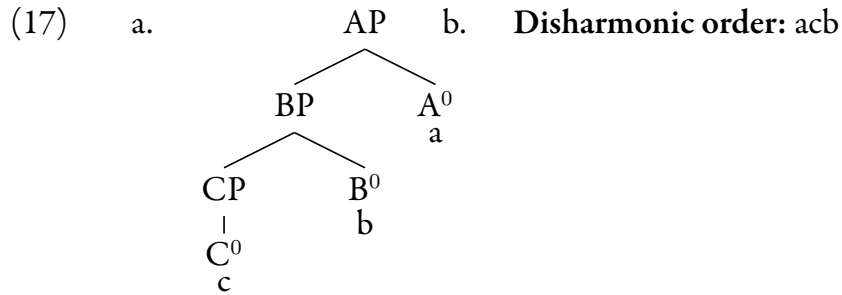 (17) a. AP b. Disharmonic order: acb
BP A⁰
a
CP B⁰
b
C⁰
c